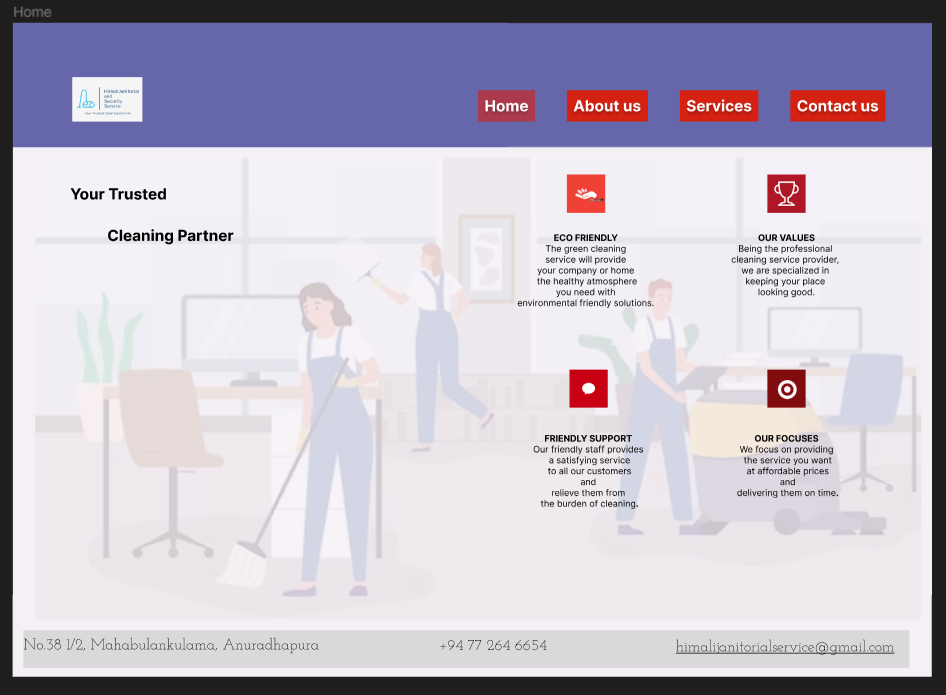 Home
HimaliJanitorial
and
Security
Service
Your Trusted Cleaning Partner
Home
About us
Services
Contact us
Your Trusted
Cleaning Partner
ECO FRIENDLY
The green cleaning
service will provide
your company or home
the healthy atmosphere
you need with
environmental friendly solutions.
OUR VALUES
Being the professional
cleaning service provider,
we are specialized in
keeping your place
looking good.
FRIENDLY SUPPORT
Our friendly staff provides
a satisfying service
to all our customers
and
relieve them from
the burden of cleaning.
OUR FOCUSES
We focus on providing
the service you want
at affordable prices
and
delivering them on time.
No.38 1/2, Mahabulankulama, Anuradhapura
+94 77 264 6654
himalijanitorialservice@gmail.com